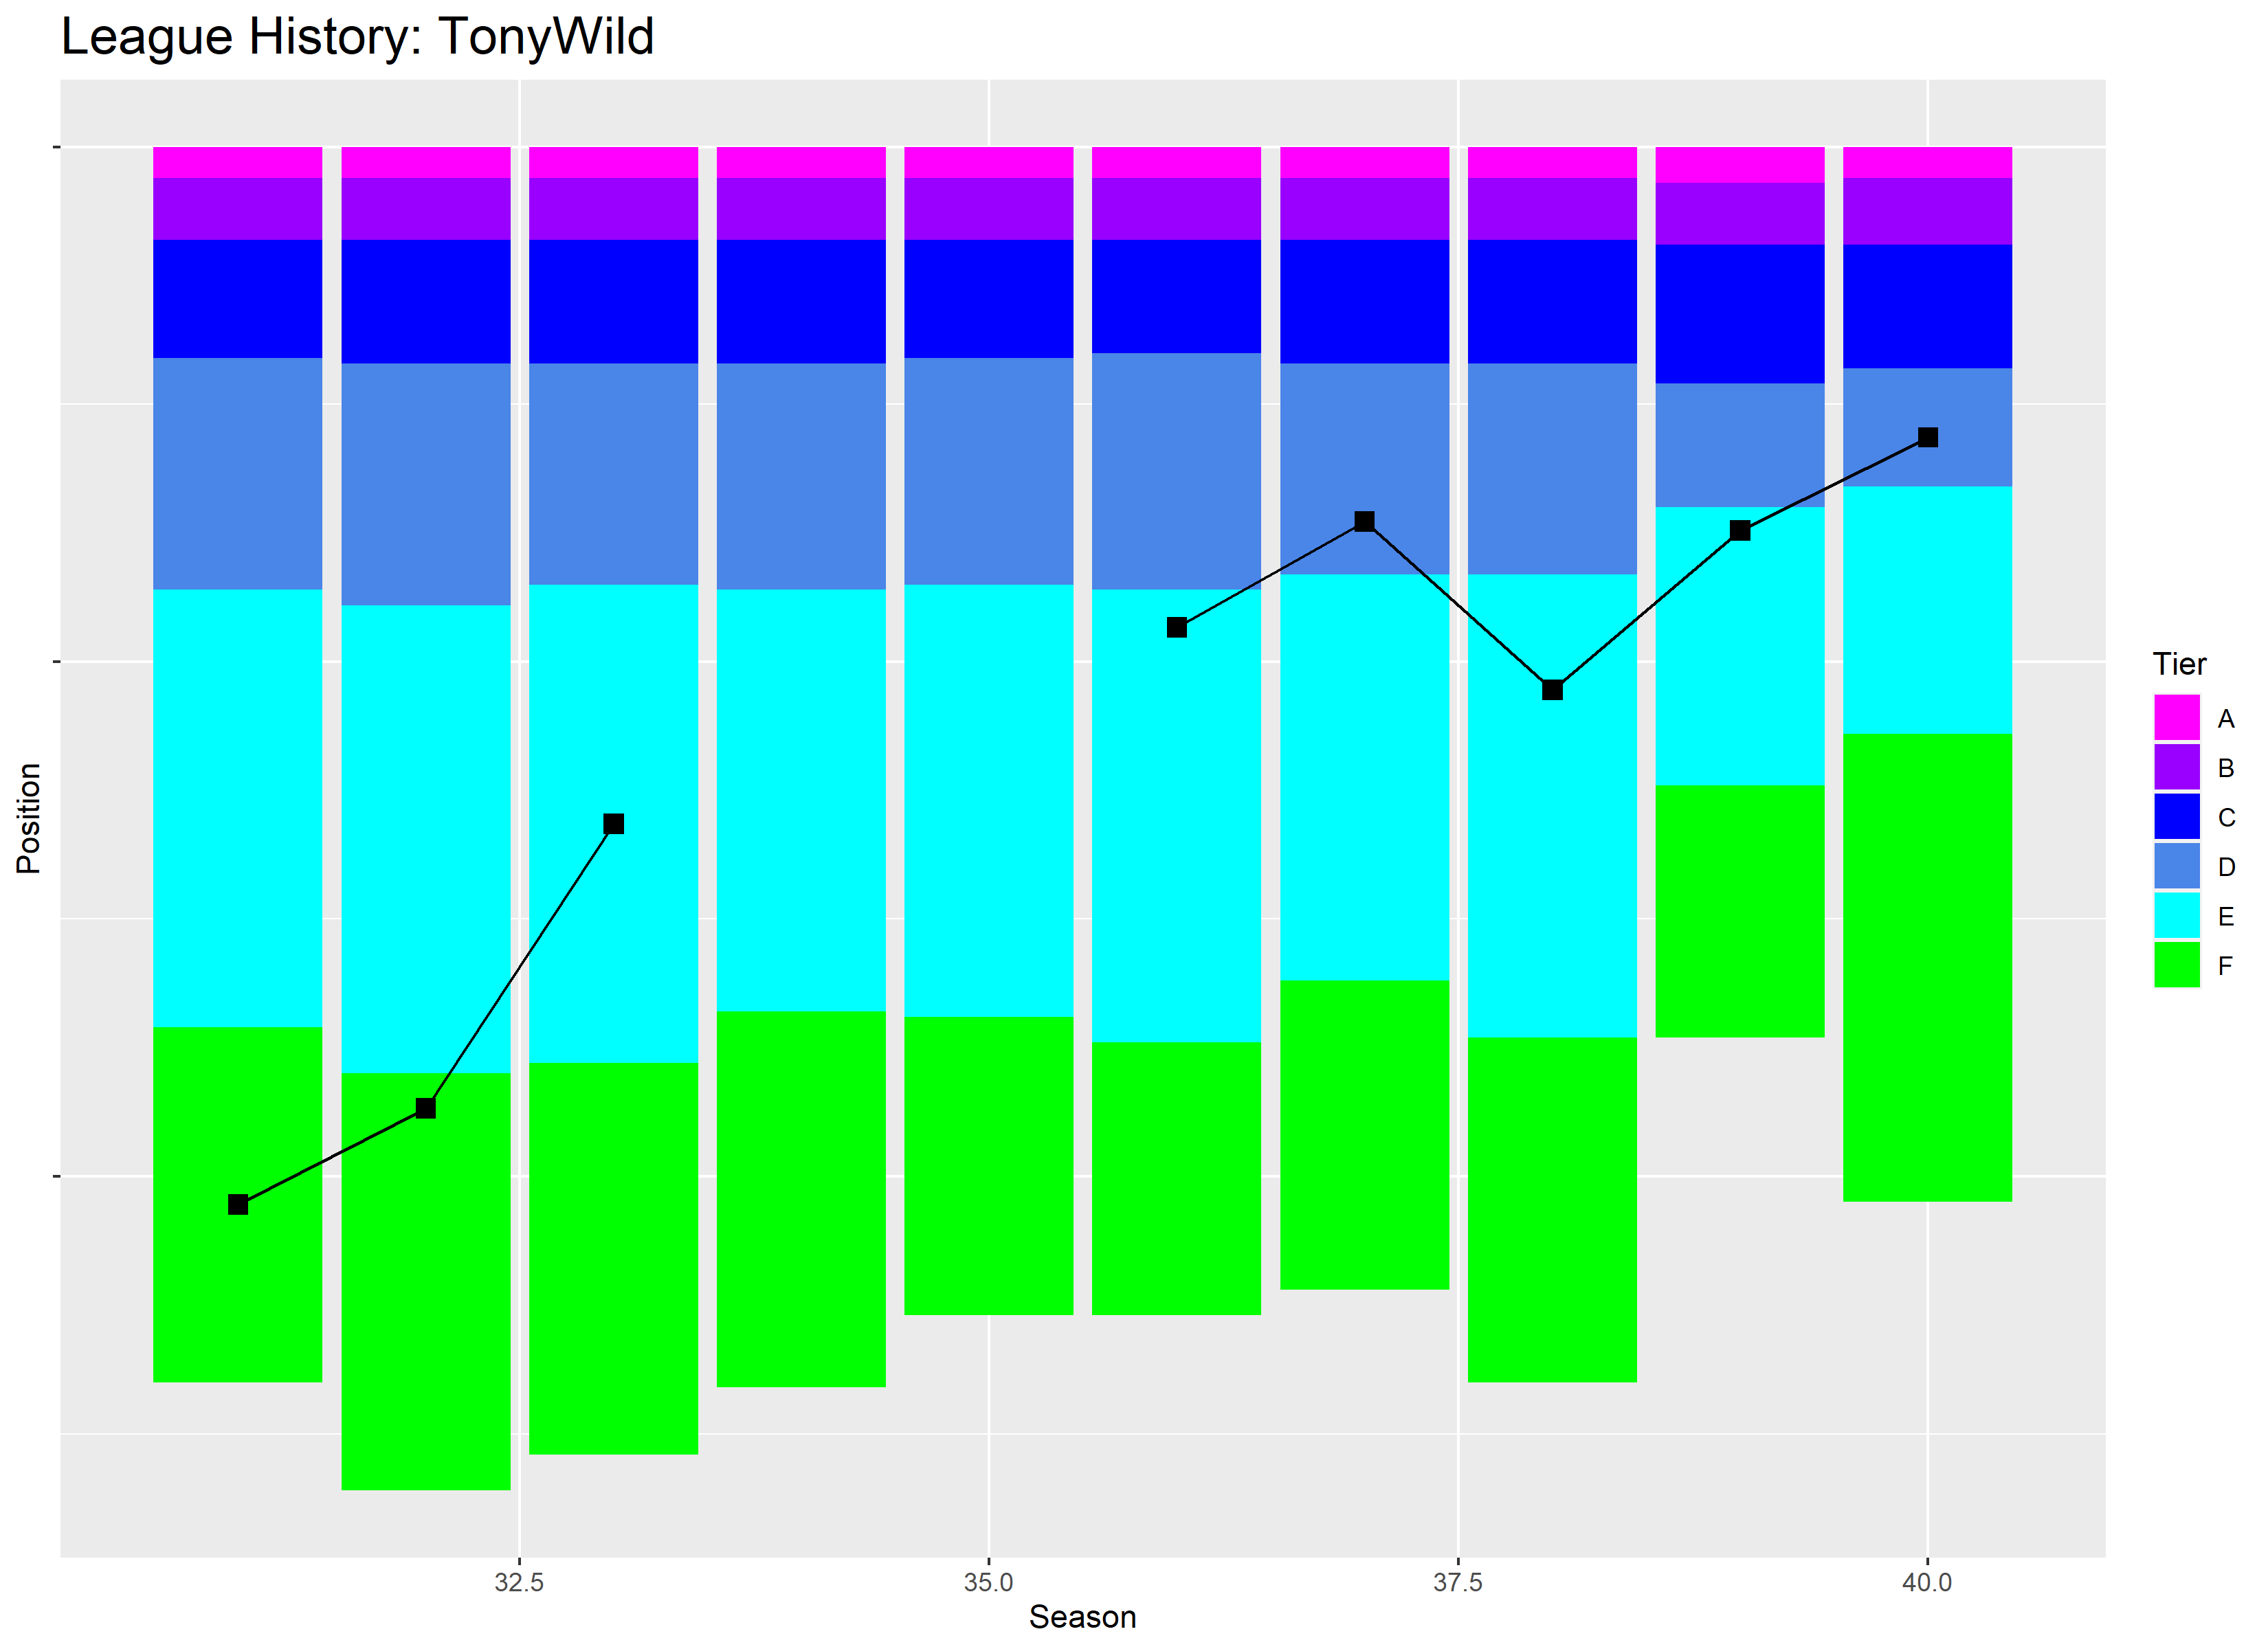 League History: TonyWild
Position
Tier
A
B
C
D
E
F
32.5
35.0
37.5
40.0
Season